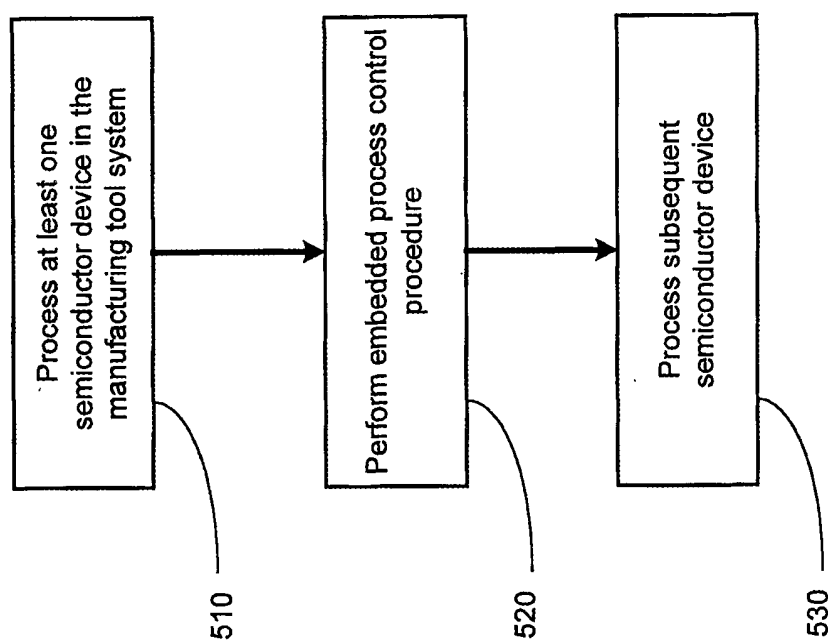 Process at least one
semiconductor device in the
manufacturing tool system
510
Perform embedded process control
procedure
520
Process subsequent
semiconductor device
530